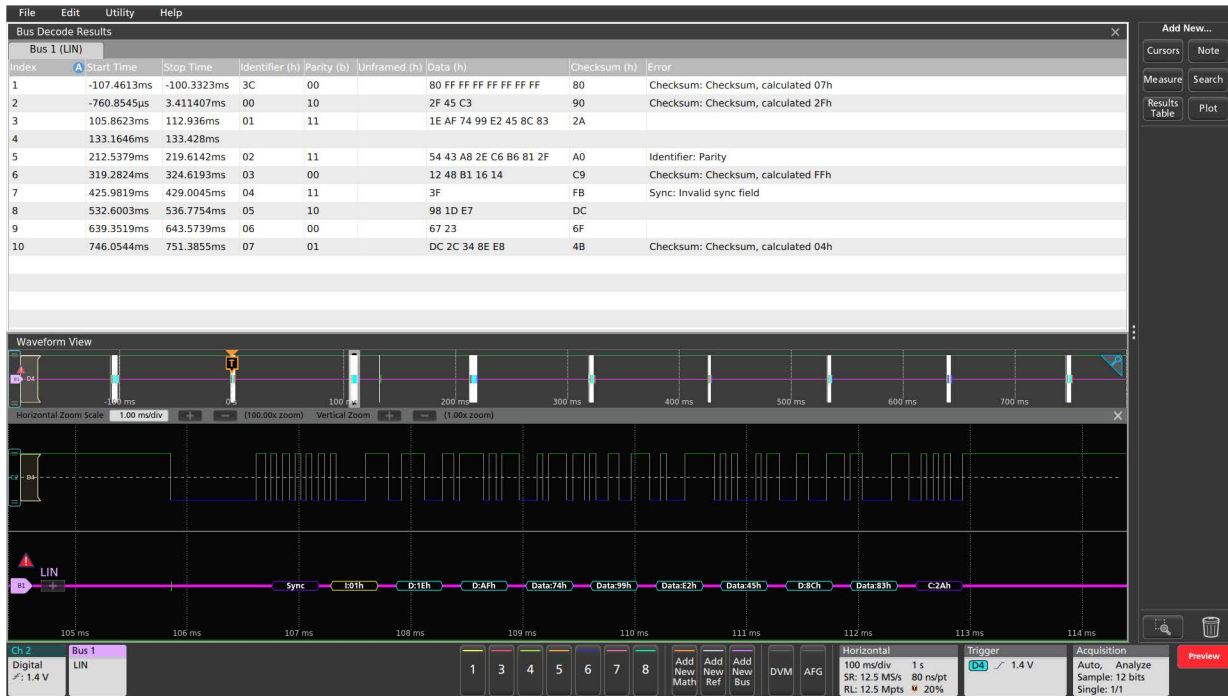 File Edit Utility Help
Bus Decode Results
Bus 1 (LIN)
Index A Start Time Stop Time Identifier (h) Parity (b) Unframed (h) Data (h) Checksum (h) Error
1 -107.4613ms -100.3323ms 3C 00 80 FF FF FF FF FF FF FF 80 Checksum: Checksum, calculated 07h
2 -760.8545µs 3.411407ms 00 10 2F 45 C3 90 Checksum: Checksum, calculated 2Fh
3 105.8623ms 112.936ms 01 11 1E AF 74 99 E2 45 8C 83 2A
4 133.1646ms 133.428ms
5 212.5379ms 219.6142ms 02 11 54 43 A8 2E C6 B6 81 2F A0 Identifier: Parity
6 319.2824ms 324.6193ms 03 00 12 48 B1 16 14 C9 Checksum: Checksum, calculated FFh
7 425.9819ms 429.0045ms 04 11 3F FB Sync: Invalid sync field
8 532.6003ms 536.7754ms 05 10 98 1D E7 DC
9 639.3519ms 643.5739ms 06 00 67 23 6F
10 746.0544ms 751.3855ms 07 01 DC 2C 34 8E E8 4B Checksum: Checksum, calculated 04h
Waveform View
T
D4
-100 ms 0 s 100 ms 200 ms 300 ms 400 ms 500 ms 600 ms 700 ms
Horizontal Zoom Scale 1.00 ms/div + − (100.00x zoom) Vertical Zoom + − (1.00x zoom)
C2 D4
LIN
B1 + Sync I:01h D:1Eh D:AFh Data:74h Data:99h Data:E2h Data:45h D:8Ch Data:83h C:2Ah
105 ms 106 ms 107 ms 108 ms 109 ms 110 ms 111 ms 112 ms 113 ms 114 ms
Add New...
Cursors Note
Measure Search
Results Table Plot
Ch 2
Digital
: 1.4 V
Bus 1
LIN
1 3 4 5 6 7 8
Add New Math
Add New Ref
Add New Bus
DVM AFG
Horizontal
100 ms/div 1 s
SR: 12.5 MS/s 80 ns/pt
RL: 12.5 Mpts 20%
Trigger
D4 1.4 V
Acquisition
Auto, Analyze
Sample: 12 bits
Single: 1/1
Preview